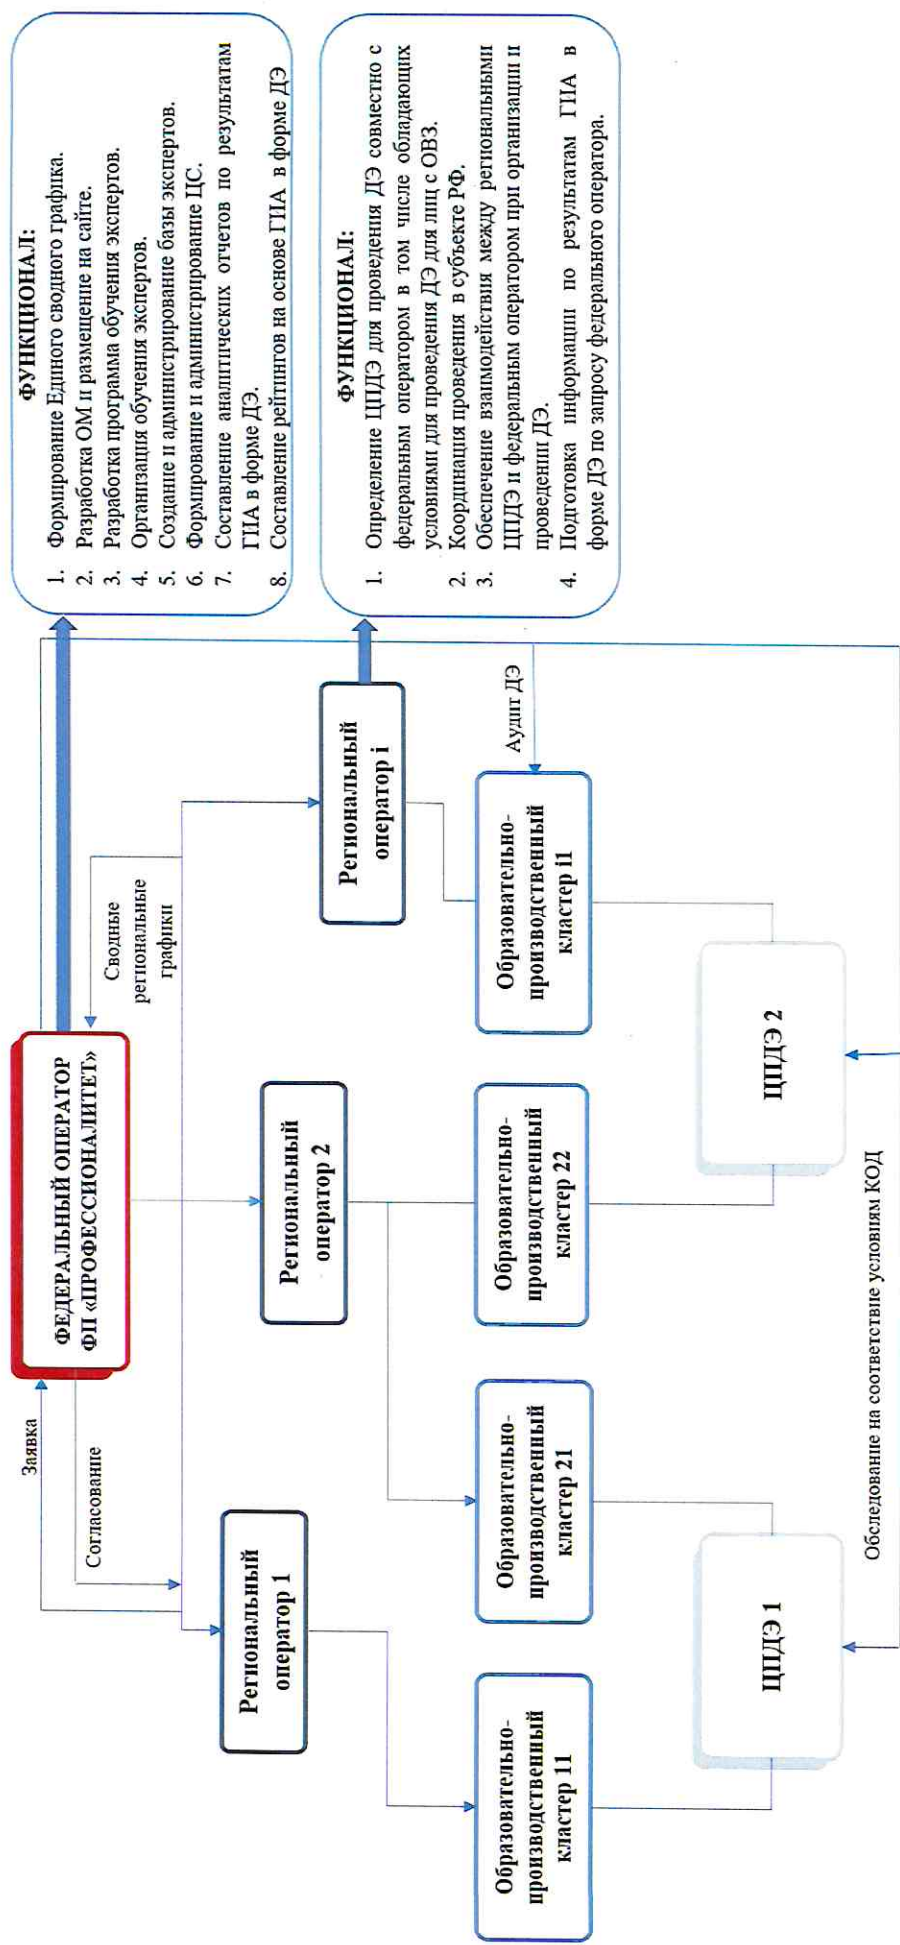 Заявка
Согласование
ФЕДЕРАЛЬНЫЙ ОПЕРАТОР
ФП «ПРОФЕССИОНАЛИТЕТ»
Сводные
региональные
графики
ФУНКЦИОНАЛ:
1. Формирование Единого сводного графика.
2. Разработка ОМ и размещение на сайте.
3. Разработка программ обучения экспертов.
4. Организация обучения экспертов.
5. Создание и администрирование базы экспертов.
6. Формирование и администрирование ЦС.
7. Составление аналитических отчетов по результатам
ГИА в форме ДЭ.
8. Составление рейтингов на основе ГИА в форме ДЭ
Региональный
оператор 1
Региональный
оператор 2
Региональный
оператор i
ФУНКЦИОНАЛ:
1. Определение ЦПДЭ для проведения ДЭ совместно с
федеральным оператором в том числе обладающих
условиями для проведения ДЭ для лиц с ОВЗ.
2. Координация проведения в субъекте РФ.
3. Обеспечение взаимодействия между региональными
ЦПДЭ и федеральным оператором при организации и
проведении ДЭ.
4. Подготовка информации по результатам ГИА в
форме ДЭ по запросу федерального оператора.
Аудит ДЭ
Образовательно-
производственный
кластер 11
Образовательно-
производственный
кластер 21
Образовательно-
производственный
кластер 22
Образовательно-
производственный
кластер i1
ЦПДЭ 1
ЦПДЭ 2
Обследование на соответствие условиям КОД